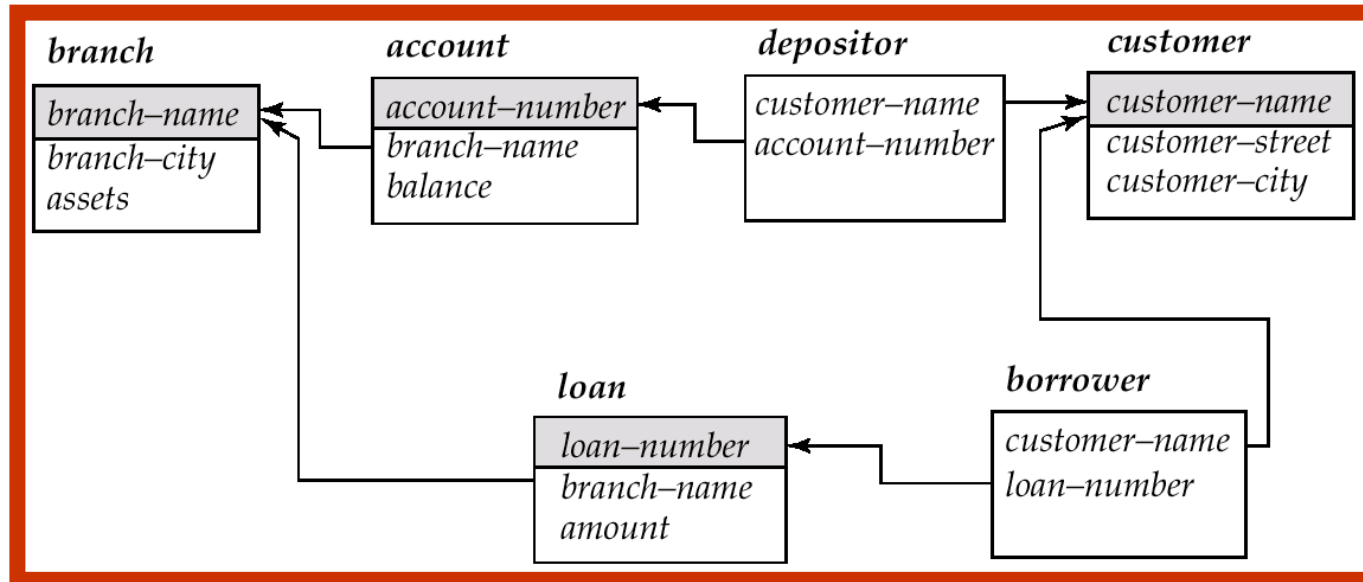 branch
branch–name
branch–city
assets
account
account–number
branch–name
balance
depositor
customer–name
account–number
customer
customer–name
customer–street
customer–city
loan
loan–number
branch–name
amount
borrower
customer–name
loan–number